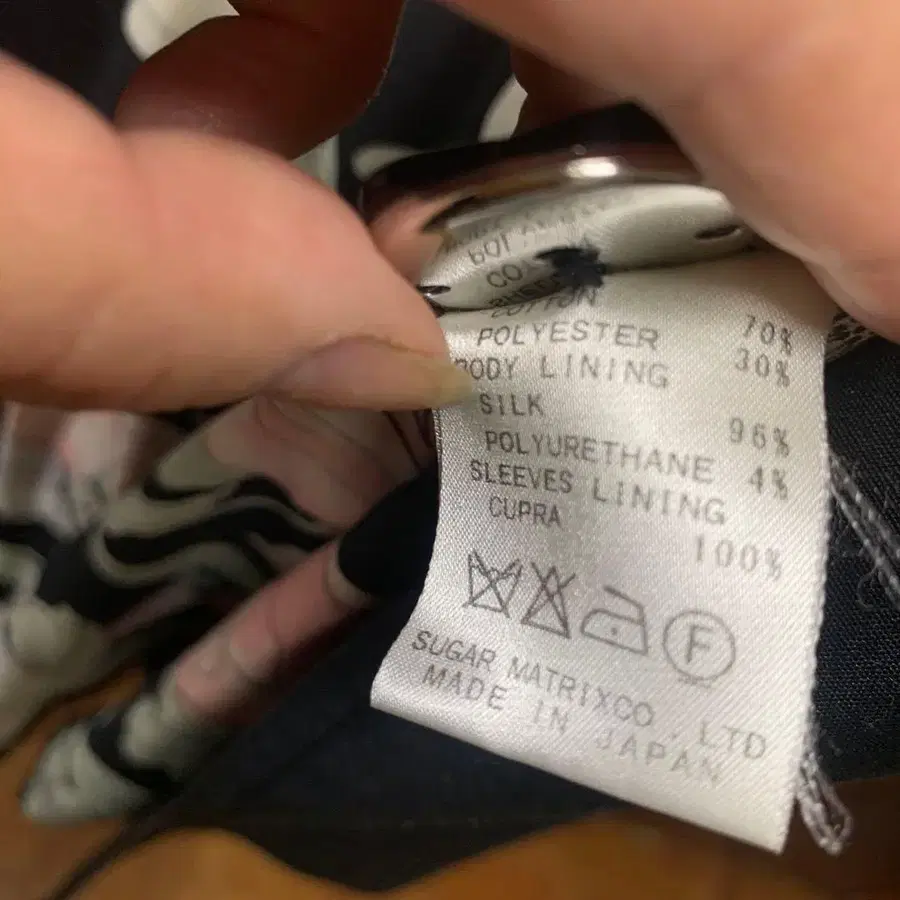 COTTON 70%
POLYESTER 30%
BODY LINING
SILK 96%
POLYURETHANE 4%
SLEEVES LINING
CUPRA 100%
F
SUGAR MATRIXCO.LTD
MADE IN JAPAN